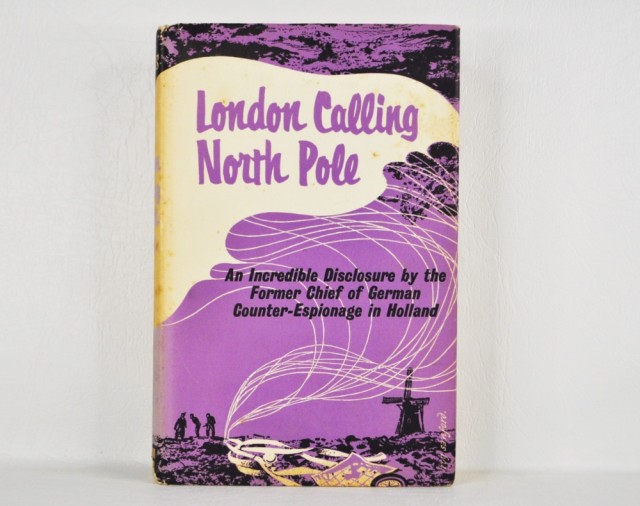 London Calling
North Pole
An Incredible Disclosure by the
Former Chief of German
Counter-Espionage in Holland